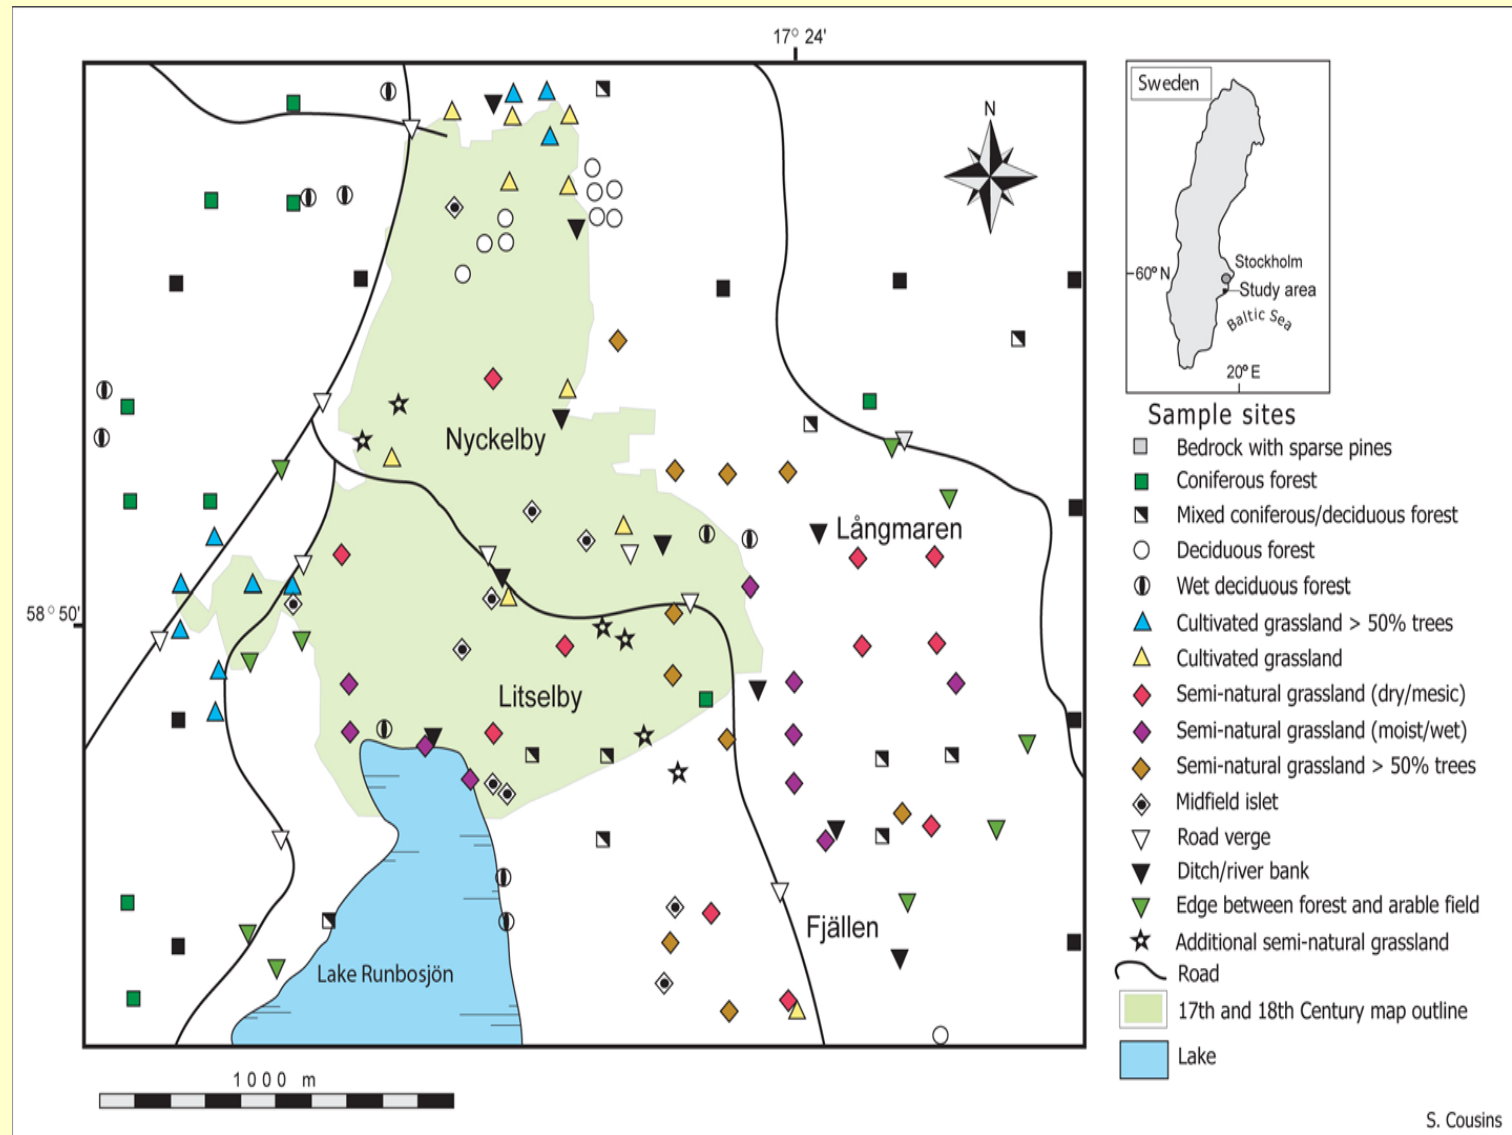 17° 24'
N
Sweden
Stockholm
60° N
Study area
Baltic Sea
20° E
Nyckelby
Långmaren
58° 50'
Litselby
Fjällen
Lake Runbosjön
1000 m
Sample sites
Bedrock with sparse pines
Coniferous forest
Mixed coniferous/deciduous forest
Deciduous forest
Wet deciduous forest
Cultivated grassland > 50% trees
Cultivated grassland
Semi-natural grassland (dry/mesic)
Semi-natural grassland (moist/wet)
Semi-natural grassland > 50% trees
Midfield islet
Road verge
Ditch/river bank
Edge between forest and arable field
Additional semi-natural grassland
Road
17th and 18th Century map outline
Lake
S. Cousins